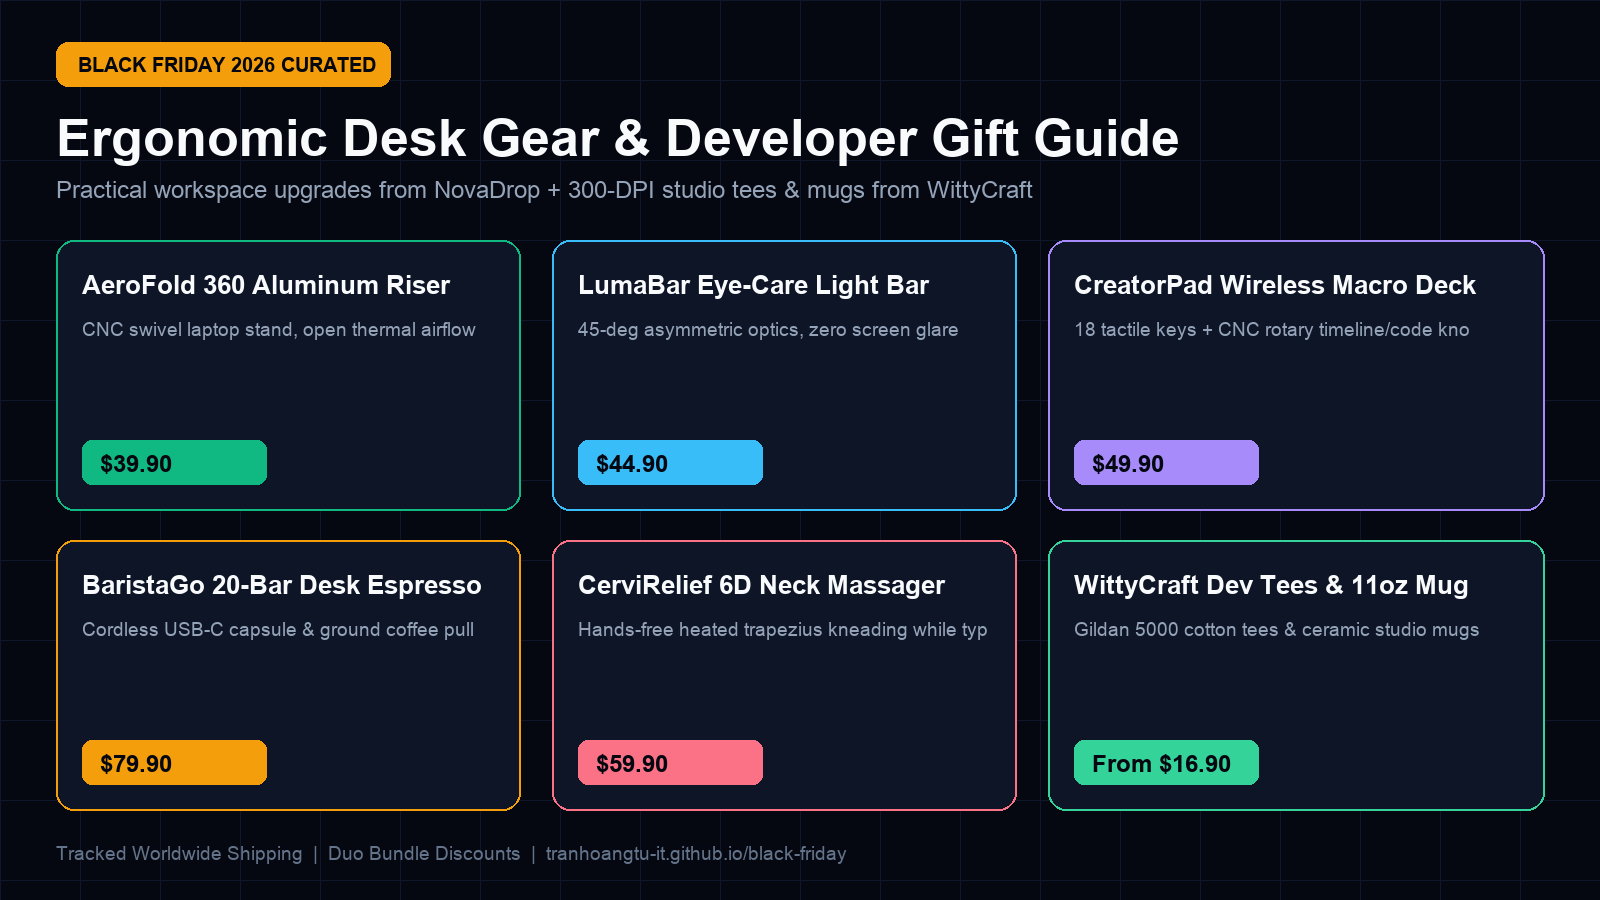 BLACK FRIDAY 2026 CURATED
Ergonomic Desk Gear & Developer Gift Guide
Practical workspace upgrades from NovaDrop + 300-DPI studio tees & mugs from WittyCraft
AeroFold 360 Aluminum Riser
CNC swivel laptop stand, open thermal airflow
$39.90
LumaBar Eye-Care Light Bar
45-deg asymmetric optics, zero screen glare
$44.90
CreatorPad Wireless Macro Deck
18 tactile keys + CNC rotary timeline/code kno
$49.90
BaristaGo 20-Bar Desk Espresso
Cordless USB-C capsule & ground coffee pull
$79.90
CerviRelief 6D Neck Massager
Hands-free heated trapezius kneading while typ
$59.90
WittyCraft Dev Tees & 11oz Mug
Gildan 5000 cotton tees & ceramic studio mugs
From $16.90
Tracked Worldwide Shipping | Duo Bundle Discounts | tranhoangtu-it.github.io/black-friday